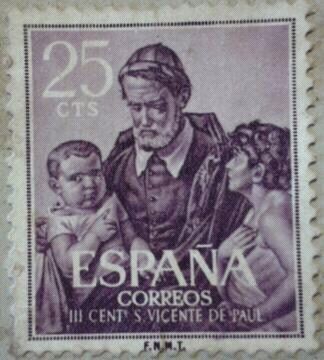 25
CTS
ESPAÑA
CORREOS
III CENTº S. VICENTE DE PAUL
F.N.M.T.